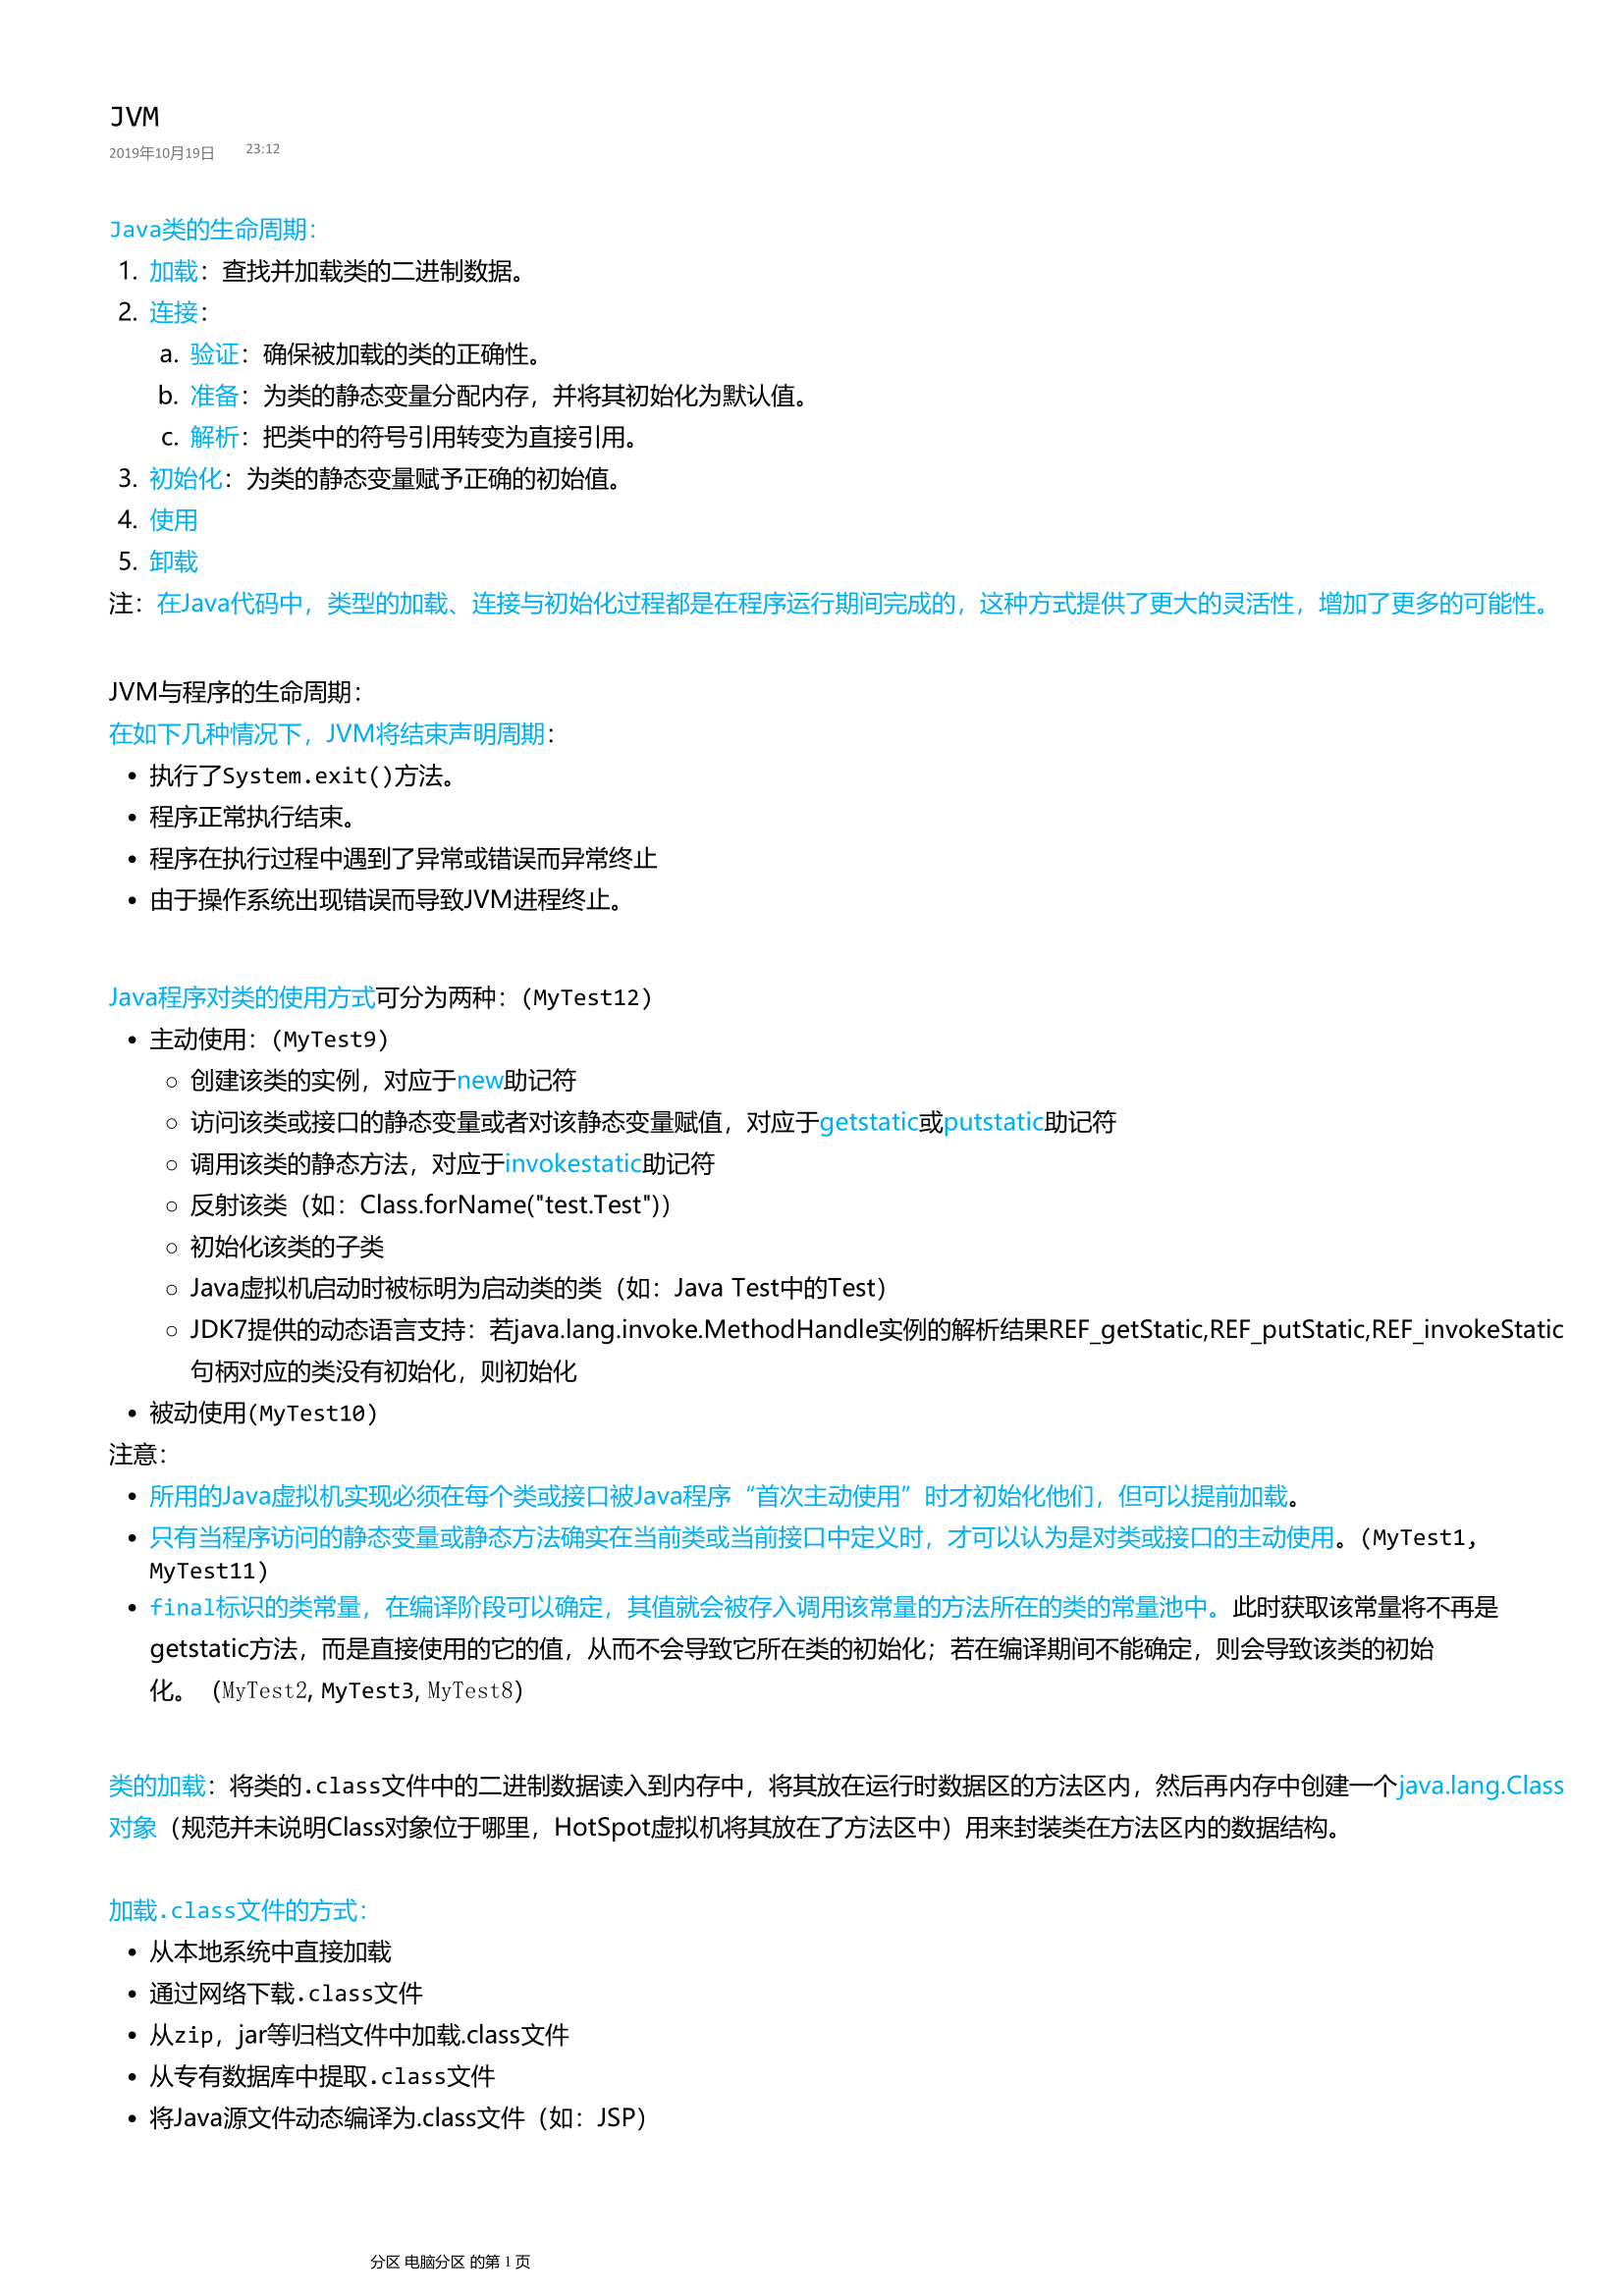 JVM
2019年10月19日 23:12
Java类的生命周期：
1. 加载：查找并加载类的二进制数据。
2. 连接：
a. 验证：确保被加载的类的正确性。
b. 准备：为类的静态变量分配内存，并将其初始化为默认值。
c. 解析：把类中的符号引用转变为直接引用。
3. 初始化：为类的静态变量赋予正确的初始值。
4. 使用
5. 卸载
注：在Java代码中，类型的加载、连接与初始化过程都是在程序运行期间完成的，这种方式提供了更大的灵活性，增加了更多的可能性。
JVM与程序的生命周期：
在如下几种情况下，JVM将结束声明周期：
• 执行了System.exit()方法。
• 程序正常执行结束。
• 程序在执行过程中遇到了异常或错误而异常终止
• 由于操作系统出现错误而导致JVM进程终止。
Java程序对类的使用方式可分为两种：(MyTest12)
• 主动使用：(MyTest9)
○ 创建该类的实例，对应于new助记符
○ 访问该类或接口的静态变量或者对该静态变量赋值，对应于getstatic或putstatic助记符
○ 调用该类的静态方法，对应于invokestatic助记符
○ 反射该类（如：Class.forName("test.Test")）
○ 初始化该类的子类
○ Java虚拟机启动时被标明为启动类的类（如：Java Test中的Test）
○ JDK7提供的动态语言支持：若java.lang.invoke.MethodHandle实例的解析结果REF_getStatic,REF_putStatic,REF_invokeStatic
句柄对应的类没有初始化，则初始化
• 被动使用(MyTest10)
注意：
• 所用的Java虚拟机实现必须在每个类或接口被Java程序“首次主动使用”时才初始化他们，但可以提前加载。
• 只有当程序访问的静态变量或静态方法确实在当前类或当前接口中定义时，才可以认为是对类或接口的主动使用。(MyTest1,
MyTest11)
• final标识的类常量，在编译阶段可以确定，其值就会被存入调用该常量的方法所在的类的常量池中。此时获取该常量将不再是
getstatic方法，而是直接使用的它的值，从而不会导致它所在类的初始化；若在编译期间不能确定，则会导致该类的初始
化。（MyTest2, MyTest3, MyTest8）
类的加载：将类的.class文件中的二进制数据读入到内存中，将其放在运行时数据区的方法区内，然后再内存中创建一个java.lang.Class
对象（规范并未说明Class对象位于哪里，HotSpot虚拟机将其放在了方法区中）用来封装类在方法区内的数据结构。
加载.class文件的方式：
• 从本地系统中直接加载
• 通过网络下载.class文件
• 从zip，jar等归档文件中加载.class文件
• 从专有数据库中提取.class文件
• 将Java源文件动态编译为.class文件（如：JSP）
分区 电脑分区 的第 1 页